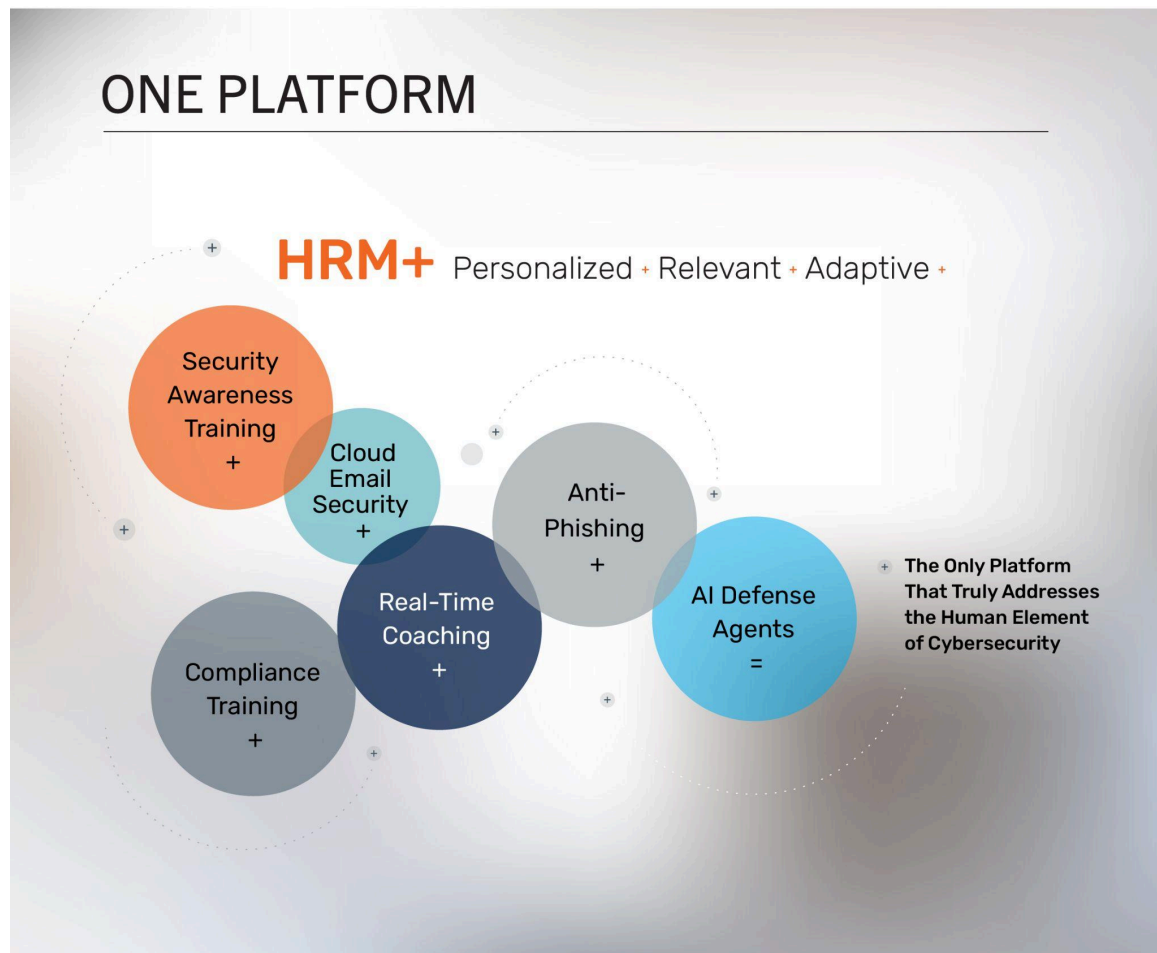 ONE PLATFORM
HRM+ Personalized + Relevant + Adaptive +
Security
Awareness
Training
+
Cloud
Email
Security
+
Anti-
Phishing
+
Real-Time
Coaching
+
AI Defense
Agents
=
Compliance
Training
+
+ The Only Platform
That Truly Addresses
the Human Element
of Cybersecurity